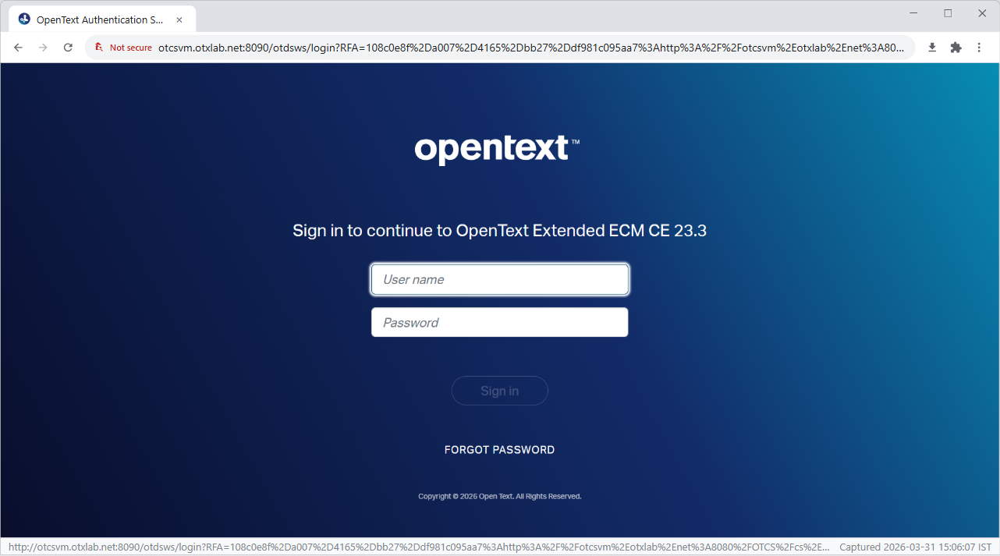 OpenText Authentication S...
Not secure otcsvm.otxlab.net:8090/otdsws/login?RFA=108c0e8f%2Da007%2D4165%2Dbb27%2Ddf981c095aa7%3Ahttp%3A%2F%2Fotcsvm%2Eotxlab%2Enet%3A80...
opentext™
Sign in to continue to OpenText Extended ECM CE 23.3
User name
Password
Sign in
FORGOT PASSWORD
Copyright © 2026 Open Text. All Rights Reserved.
http://otcsvm.otxlab.net:8090/otdsws/login?RFA=108c0e8f%2Da007%2D4165%2Dbb27%2Ddf981c095aa7%3Ahttp%3A%2F%2Fotcsvm%2Eotxlab%2Enet%3A8080%2FOTCS%2Fcs%2E... Captured 2026-03-31 15:06:07 IST